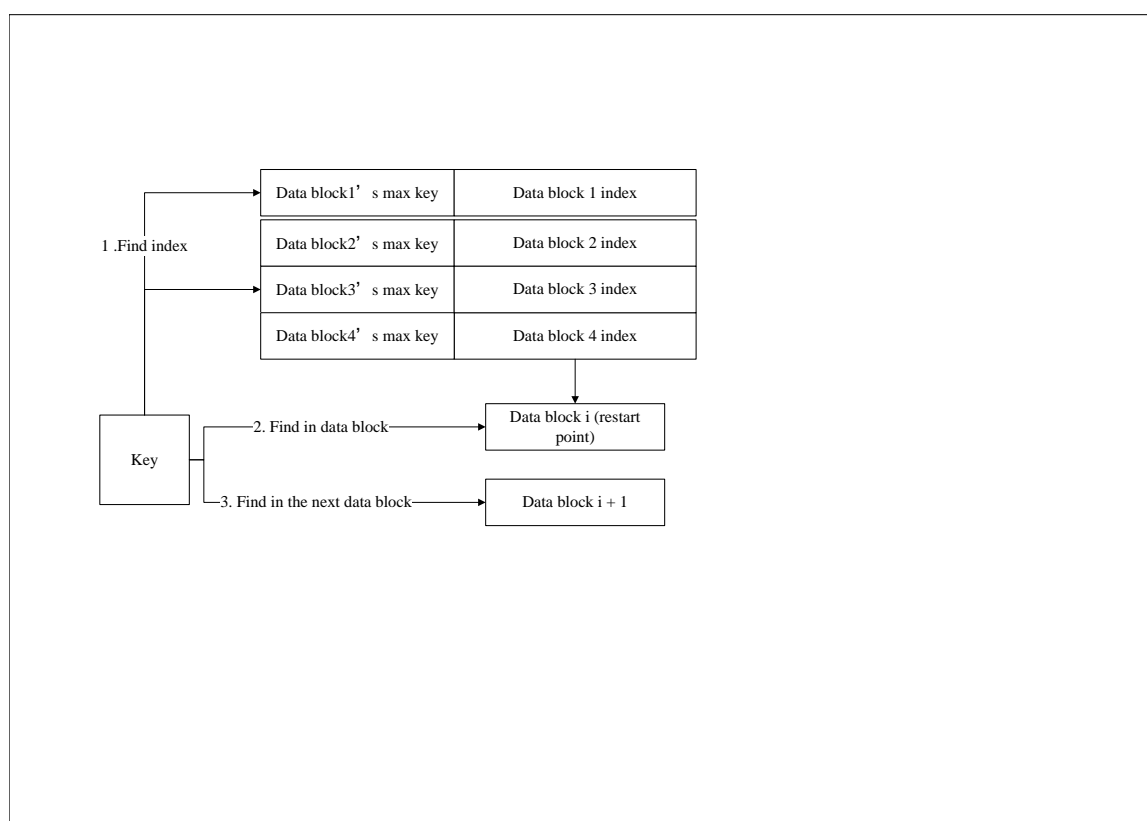 Data block1’s max key
Data block 1 index
1 .Find index
Data block2’s max key
Data block 2 index
Data block3’s max key
Data block 3 index
Data block4’s max key
Data block 4 index
Key
2. Find in data block
Data block i (restart
point)
3. Find in the next data block
Data block i + 1